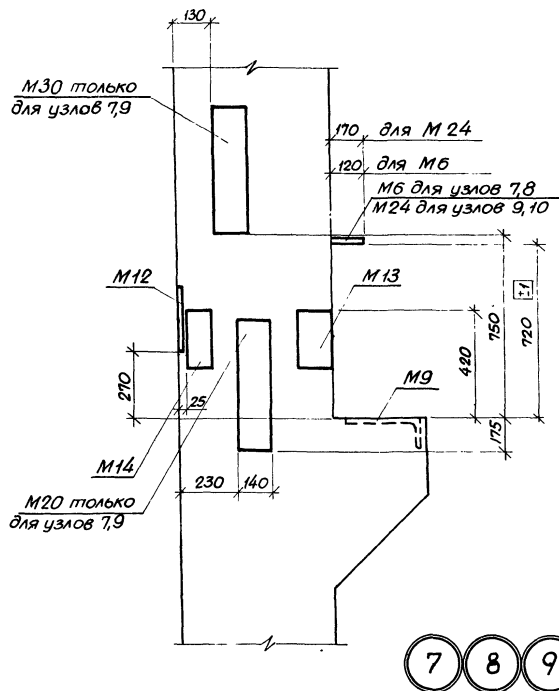 130
М30 только
для узлов 7,9
170 для М 24
120 для М6
М6 для узлов 7,8
М24 для узлов 9,10
М12
М13
±1
720
750
420
270
25
М9
175
М14
230
140
М20 только
для узлов 7,9
7
8
9